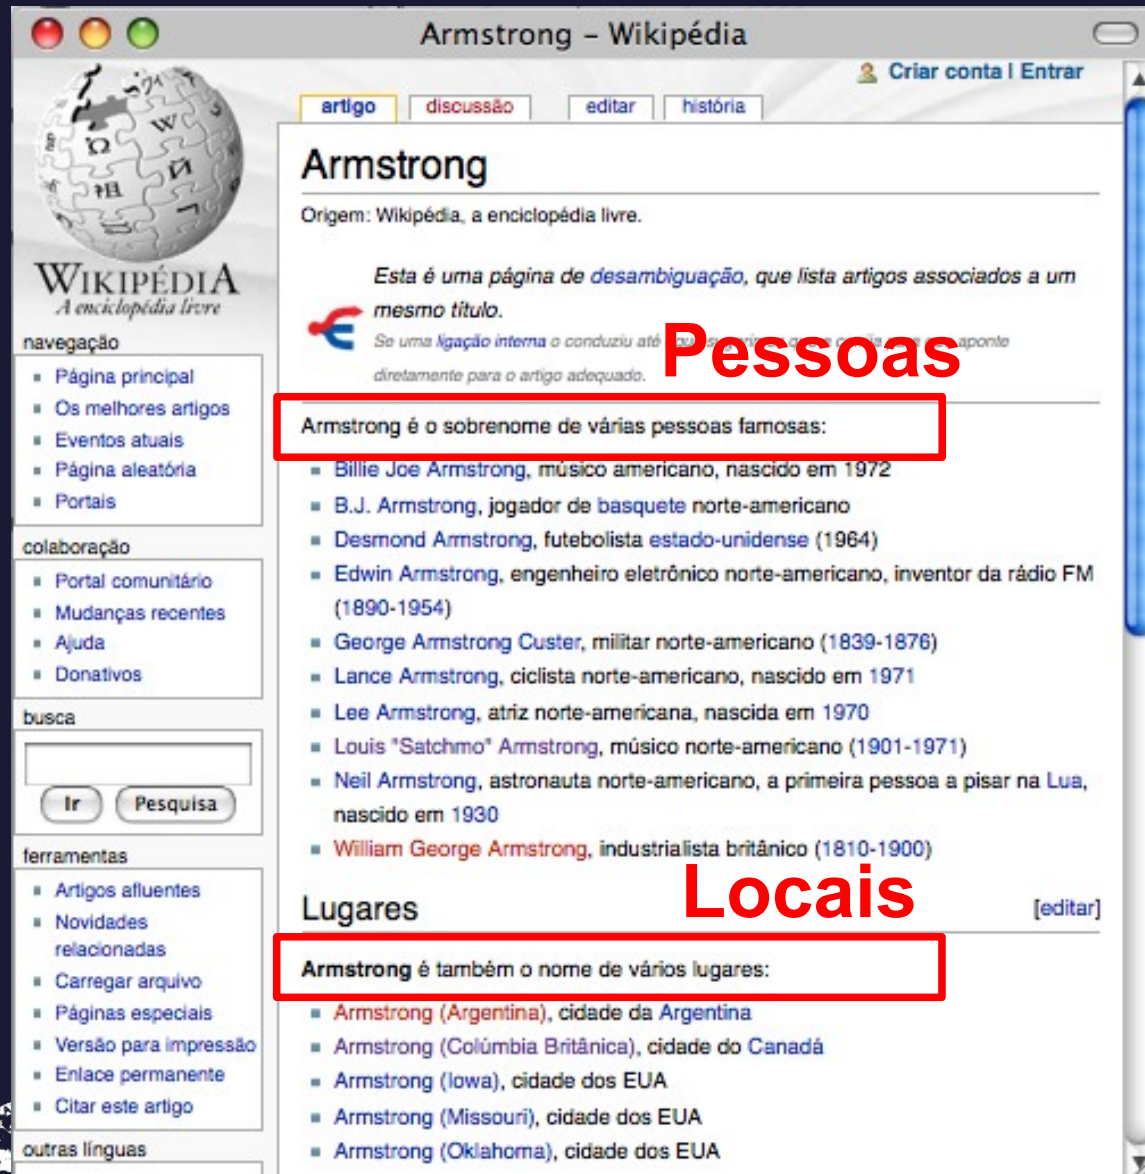 Armstrong – Wikipédia
Criar conta | Entrar
artigo discussão editar história
WIKIPÉDIA
A enciclopédia livre
navegação
Página principal
Os melhores artigos
Eventos atuais
Página aleatória
Portais
colaboração
Portal comunitário
Mudanças recentes
Ajuda
Donativos
busca
Ir Pesquisa
ferramentas
Artigos afluentes
Novidades
relacionadas
Carregar arquivo
Páginas especiais
Versão para impressão
Enlace permanente
Citar este artigo
outras línguas
Armstrong
Origem: Wikipédia, a enciclopédia livre.
Esta é uma página de desambiguação, que lista artigos associados a um
mesmo título.
Se uma ligação interna o conduziu até aponte
diretamente para o artigo adequado.
Pessoas
Armstrong é o sobrenome de várias pessoas famosas:
Billie Joe Armstrong, músico americano, nascido em 1972
B.J. Armstrong, jogador de basquete norte-americano
Desmond Armstrong, futebolista estado-unidense (1964)
Edwin Armstrong, engenheiro eletrônico norte-americano, inventor da rádio FM
(1890-1954)
George Armstrong Custer, militar norte-americano (1839-1876)
Lance Armstrong, ciclista norte-americano, nascido em 1971
Lee Armstrong, atriz norte-americana, nascida em 1970
Louis "Satchmo" Armstrong, músico norte-americano (1901-1971)
Neil Armstrong, astronauta norte-americano, a primeira pessoa a pisar na Lua,
nascido em 1930
William George Armstrong, industrialista britânico (1810-1900)
Locais
Lugares [editar]
Armstrong é também o nome de vários lugares:
Armstrong (Argentina), cidade da Argentina
Armstrong (Colúmbia Britânica), cidade do Canadá
Armstrong (Iowa), cidade dos EUA
Armstrong (Missouri), cidade dos EUA
Armstrong (Oklahoma), cidade dos EUA